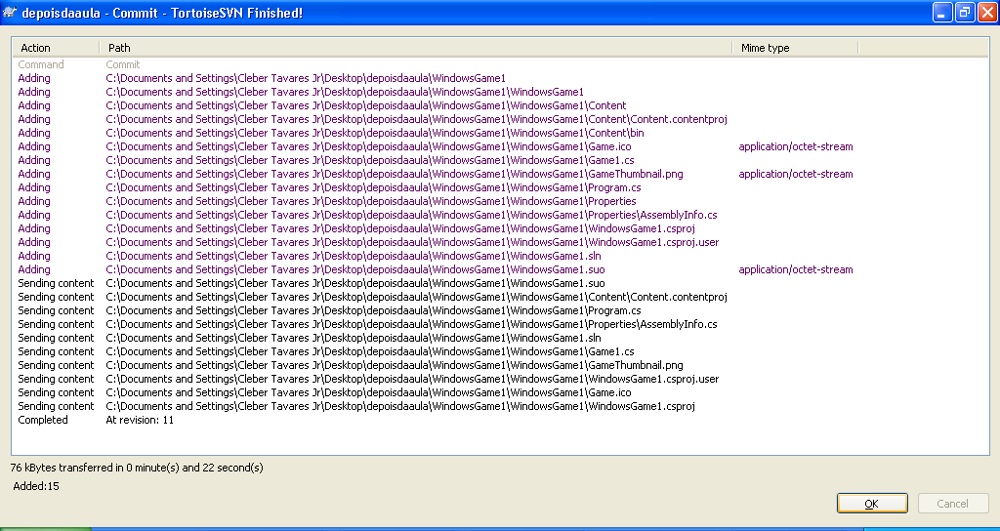 depoisdaaula - Commit - TortoiseSVN Finished!
Action Path Mime type
Command Commit
Adding C:\Documents and Settings\Cleber Tavares Jr\Desktop\depoisdaaula\WindowsGame1
Adding C:\Documents and Settings\Cleber Tavares Jr\Desktop\depoisdaaula\WindowsGame1\WindowsGame1
Adding C:\Documents and Settings\Cleber Tavares Jr\Desktop\depoisdaaula\WindowsGame1\WindowsGame1\Content
Adding C:\Documents and Settings\Cleber Tavares Jr\Desktop\depoisdaaula\WindowsGame1\WindowsGame1\Content\Content.contentproj
Adding C:\Documents and Settings\Cleber Tavares Jr\Desktop\depoisdaaula\WindowsGame1\WindowsGame1\Content\bin
Adding C:\Documents and Settings\Cleber Tavares Jr\Desktop\depoisdaaula\WindowsGame1\WindowsGame1\Game.ico application/octet-stream
Adding C:\Documents and Settings\Cleber Tavares Jr\Desktop\depoisdaaula\WindowsGame1\WindowsGame1\Game1.cs
Adding C:\Documents and Settings\Cleber Tavares Jr\Desktop\depoisdaaula\WindowsGame1\WindowsGame1\GameThumbnail.png application/octet-stream
Adding C:\Documents and Settings\Cleber Tavares Jr\Desktop\depoisdaaula\WindowsGame1\WindowsGame1\Program.cs
Adding C:\Documents and Settings\Cleber Tavares Jr\Desktop\depoisdaaula\WindowsGame1\WindowsGame1\Properties
Adding C:\Documents and Settings\Cleber Tavares Jr\Desktop\depoisdaaula\WindowsGame1\WindowsGame1\Properties\AssemblyInfo.cs
Adding C:\Documents and Settings\Cleber Tavares Jr\Desktop\depoisdaaula\WindowsGame1\WindowsGame1\WindowsGame1.csproj
Adding C:\Documents and Settings\Cleber Tavares Jr\Desktop\depoisdaaula\WindowsGame1\WindowsGame1\WindowsGame1.csproj.user
Adding C:\Documents and Settings\Cleber Tavares Jr\Desktop\depoisdaaula\WindowsGame1\WindowsGame1.sln
Adding C:\Documents and Settings\Cleber Tavares Jr\Desktop\depoisdaaula\WindowsGame1\WindowsGame1.suo application/octet-stream
Sending content C:\Documents and Settings\Cleber Tavares Jr\Desktop\depoisdaaula\WindowsGame1\WindowsGame1.suo
Sending content C:\Documents and Settings\Cleber Tavares Jr\Desktop\depoisdaaula\WindowsGame1\WindowsGame1\Content\Content.contentproj
Sending content C:\Documents and Settings\Cleber Tavares Jr\Desktop\depoisdaaula\WindowsGame1\WindowsGame1\Program.cs
Sending content C:\Documents and Settings\Cleber Tavares Jr\Desktop\depoisdaaula\WindowsGame1\WindowsGame1\Properties\AssemblyInfo.cs
Sending content C:\Documents and Settings\Cleber Tavares Jr\Desktop\depoisdaaula\WindowsGame1\WindowsGame1.sln
Sending content C:\Documents and Settings\Cleber Tavares Jr\Desktop\depoisdaaula\WindowsGame1\WindowsGame1\Game1.cs
Sending content C:\Documents and Settings\Cleber Tavares Jr\Desktop\depoisdaaula\WindowsGame1\WindowsGame1\GameThumbnail.png
Sending content C:\Documents and Settings\Cleber Tavares Jr\Desktop\depoisdaaula\WindowsGame1\WindowsGame1\WindowsGame1.csproj.user
Sending content C:\Documents and Settings\Cleber Tavares Jr\Desktop\depoisdaaula\WindowsGame1\WindowsGame1\Game.ico
Sending content C:\Documents and Settings\Cleber Tavares Jr\Desktop\depoisdaaula\WindowsGame1\WindowsGame1\WindowsGame1.csproj
Completed At revision: 11
76 kBytes transferred in 0 minute(s) and 22 second(s)
Added:15
OK Cancel